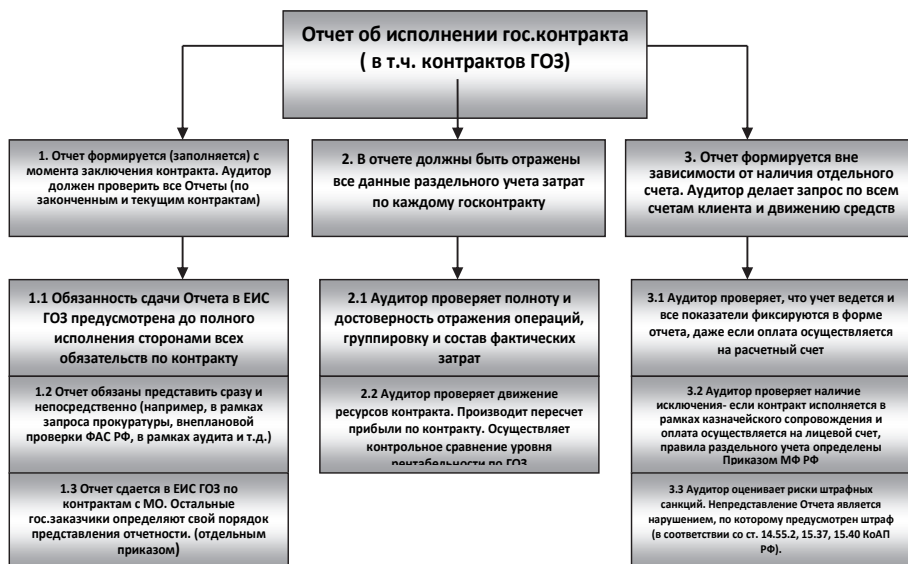 Отчет об исполнении гос.контракта
( в т.ч. контрактов ГОЗ)
1. Отчет формируется (заполняется) с
момента заключения контракта. Аудитор
должен проверить все Отчеты (по
законченным и текущим контрактам)
1.1 Обязанность сдачи Отчета в ЕИС
ГОЗ предусмотрена до полного
исполнения сторонами всех
обязательств по контракту
1.2 Отчет обязаны представить сразу и
непосредственно (например, в рамках
запроса прокуратуры, внеплановой
проверки ФАС РФ, в рамках аудита и т.д.)
1.3 Отчет сдается в ЕИС ГОЗ по
контрактам с МО. Остальные
гос.заказчики определяют свой порядок
представления отчетности. (отдельным
приказом)
2. В отчете должны быть отражены
все данные раздельного учета затрат
по каждому госконтракту
2.1 Аудитор проверяет полноту и
достоверность отражения операций,
группировку и состав фактических
затрат
2.2 Аудитор проверяет движение
ресурсов контракта. Производит пересчет
прибыли по контракту. Осуществляет
контрольное сравнение уровня
рентабельности по ГОЗ
3. Отчет формируется вне
зависимости от наличия отдельного
счета. Аудитор делает запрос по всем
счетам клиента и движению средств
3.1 Аудитор проверяет, что учет ведется и
все показатели фиксируются в форме
отчета, даже если оплата осуществляется
на расчетный счет
3.2 Аудитор проверяет наличие
исключения- если контракт исполняется в
рамках казначейского сопровождения и
оплата осуществляется на лицевой счет,
правила раздельного учета определены
Приказом МФ РФ
3.3 Аудитор оценивает риски штрафных
санкций. Непредставление Отчета является
нарушением, по которому предусмотрен штраф
(в соответствии со ст. 14.55.2, 15.37, 15.40 КоАП
РФ).